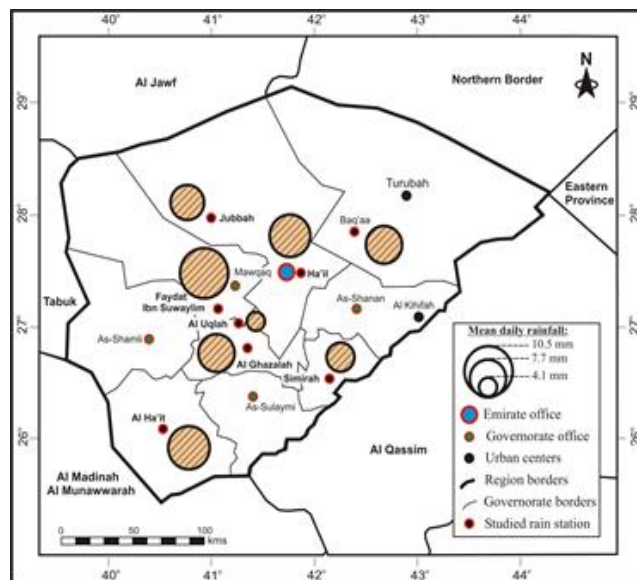 40°
41°
42°
43°
44°
Al Jawf
Northern Border
N
29°
29°
Turubah
Eastern
Province
28°
28°
Jubbah
Baq'aa
Mawqaq
Ha'il
Tabuk
Faydat
Ibn Suwaylim
As-Shanan
Al Kihfah
27°
27°
Al Uqlah
As-Shamli
Al Ghazalah
Simirah
As-Sulaymi
Al Ha'it
26°
26°
Al Qassim
Al Madinah
Al Munawwarah
Mean daily rainfall:
10.5 mm
7.7 mm
4.1 mm
Emirate office
Governorate office
Urban centers
Region borders
Governorate borders
Studied rain station
0 20 40 60 80 100
kms
40°
41°
42°
43°
44°